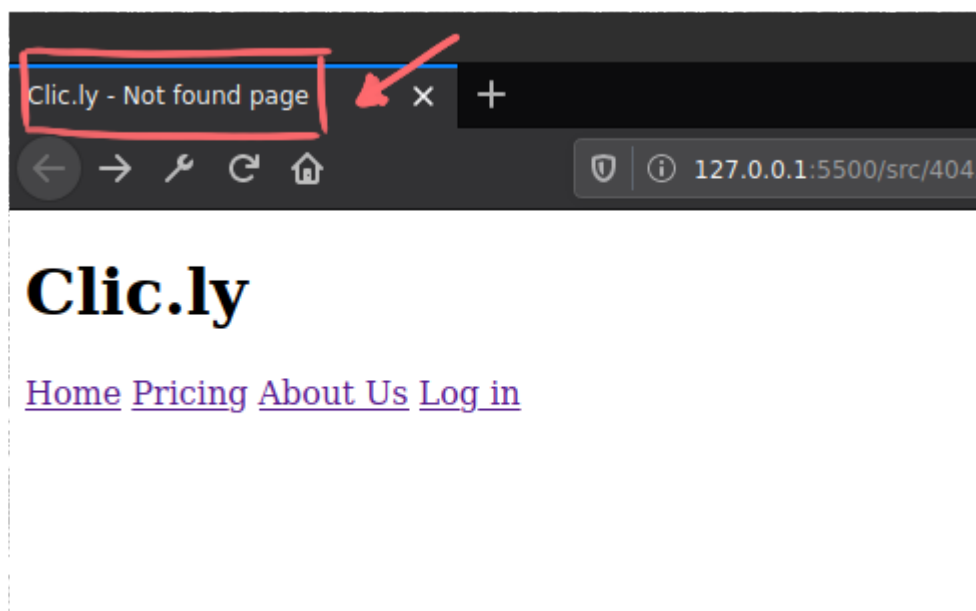 Clic.ly - Not found page
127.0.0.1:5500/src/404
Clic.ly
Home Pricing About Us Log in